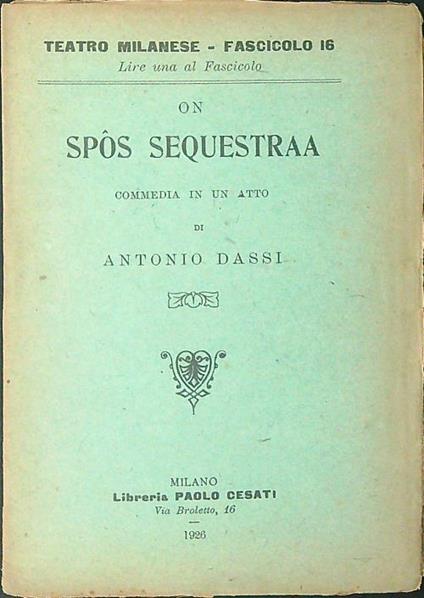 TEATRO MILANESE - FASCICOLO 16
Lire una al Fascicolo
ON
SPÔS SEQUESTRAA
COMMEDIA IN UN ATTO
DI
ANTONIO DASSI
MILANO
Libreria PAOLO CESATI
Via Broletto, 16
1926